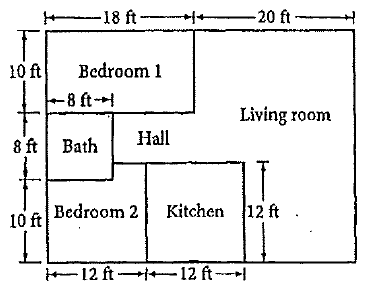 18 ft 20 ft
10 ft Bedroom 1
8 ft
8 ft Bath Hall Living room
10 ft Bedroom 2 Kitchen 12 ft
12 ft 12 ft